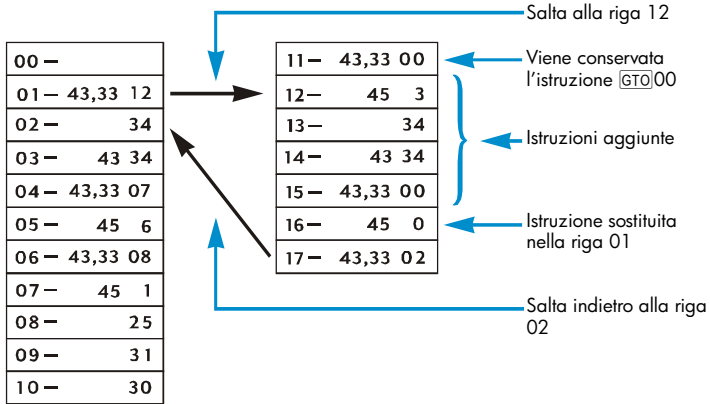 Salta alla riga 12
00–
01– 43,33 12
02– 34
03– 43 34
04– 43,33 07
05– 45 6
06– 43,33 08
07– 45 1
08– 25
09– 31
10– 30
11– 43,33 00
12– 45 3
13– 34
14– 43 34
15– 43,33 00
16– 45 0
17– 43,33 02
Viene conservata
l'istruzione GTO 00
Istruzioni aggiunte
Istruzione sostituita
nella riga 01
Salta indietro alla riga
02